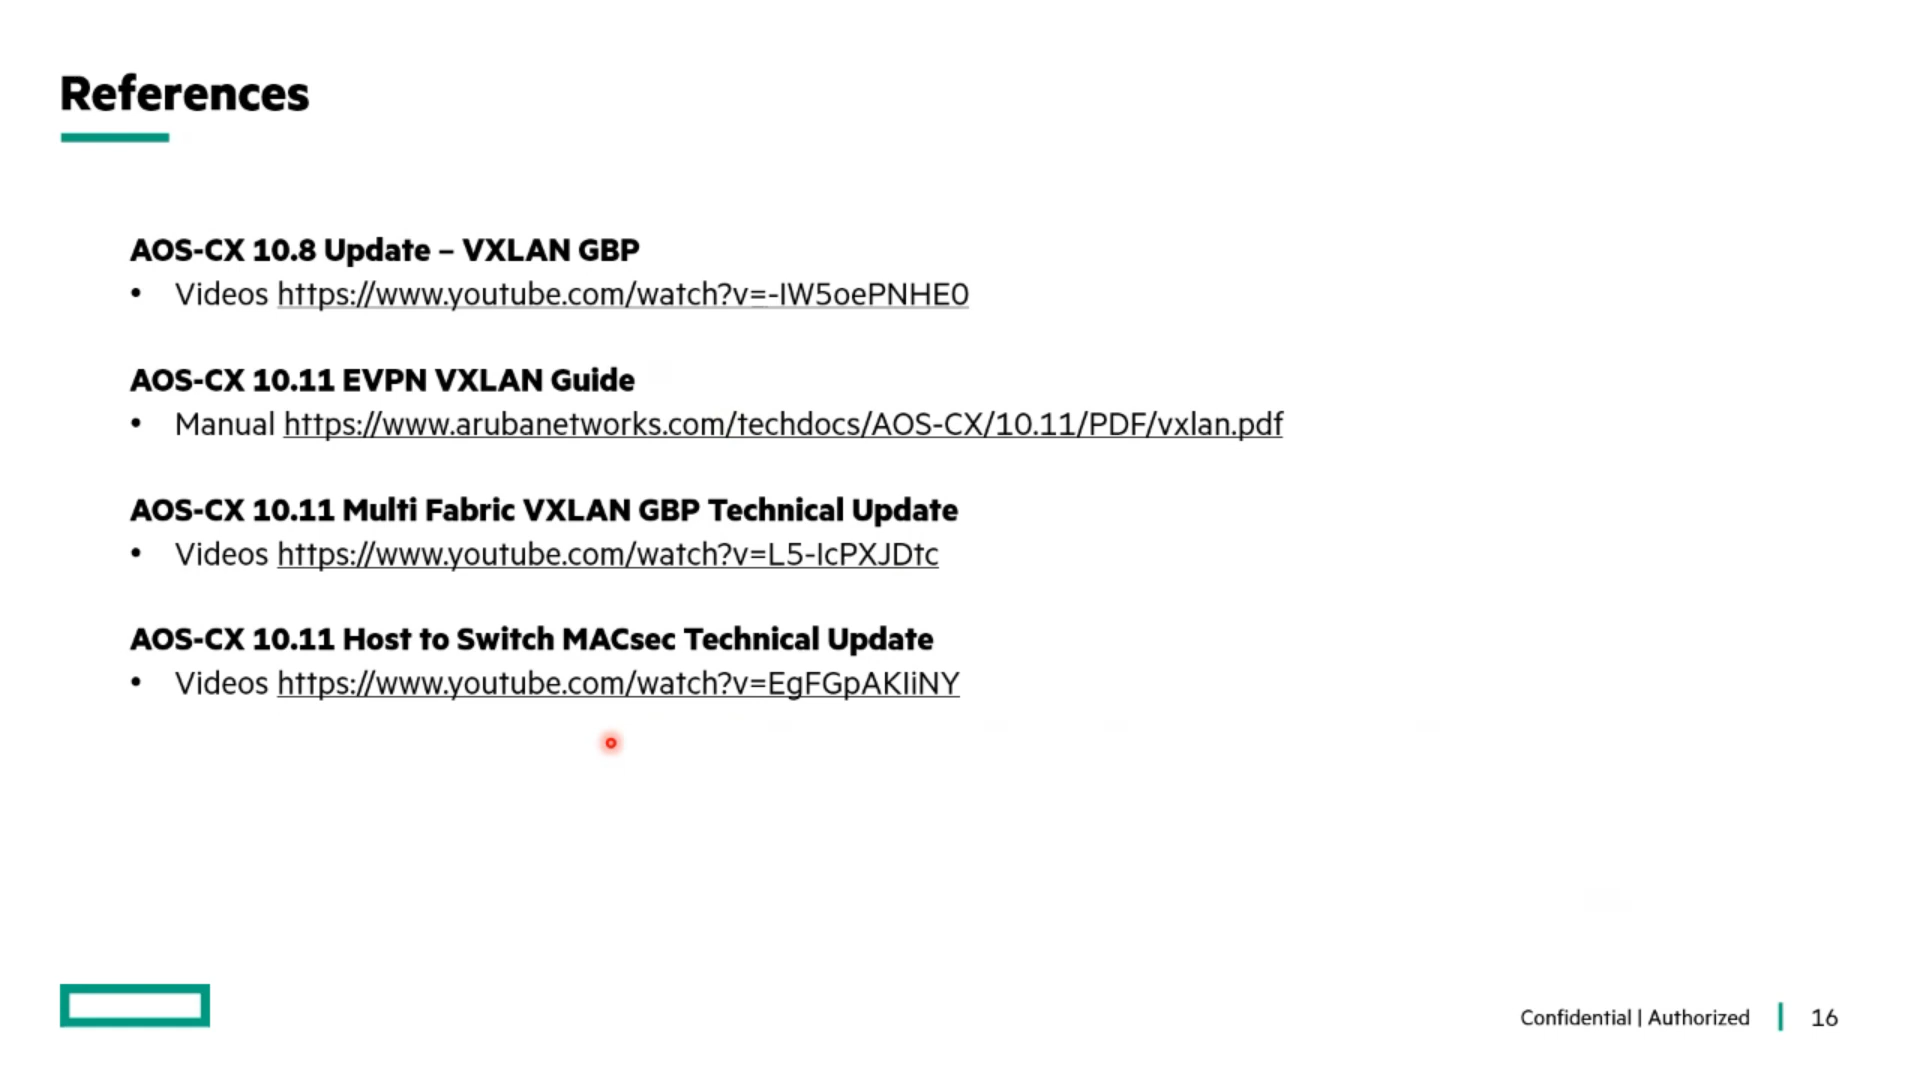 References
AOS-CX 10.8 Update – VXLAN GBP
• Videos https://www.youtube.com/watch?v=-IW5oePNHE0
AOS-CX 10.11 EVPN VXLAN Guide
• Manual https://www.arubanetworks.com/techdocs/AOS-CX/10.11/PDF/vxlan.pdf
AOS-CX 10.11 Multi Fabric VXLAN GBP Technical Update
• Videos https://www.youtube.com/watch?v=L5-IcPXJDtc
AOS-CX 10.11 Host to Switch MACsec Technical Update
• Videos https://www.youtube.com/watch?v=EgFGpAKIiNY
Confidential | Authorized | 16